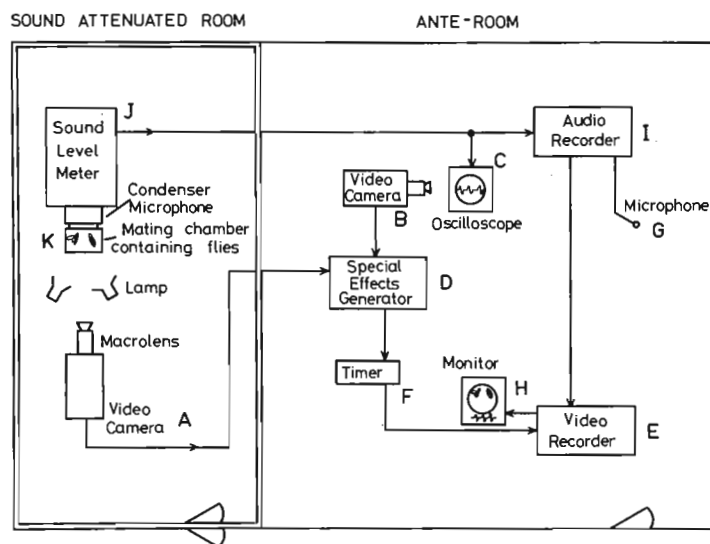 SOUND ATTENUATED ROOM
ANTE-ROOM
J
Sound
Level
Meter
Condenser
Microphone
K
Mating chamber
containing flies
Lamp
Macrolens
Video
Camera
A
Video
Camera
B
C
Oscilloscope
Audio
Recorder
I
Microphone
G
Special
Effects
Generator
D
Timer
F
Monitor
H
Video
Recorder
E